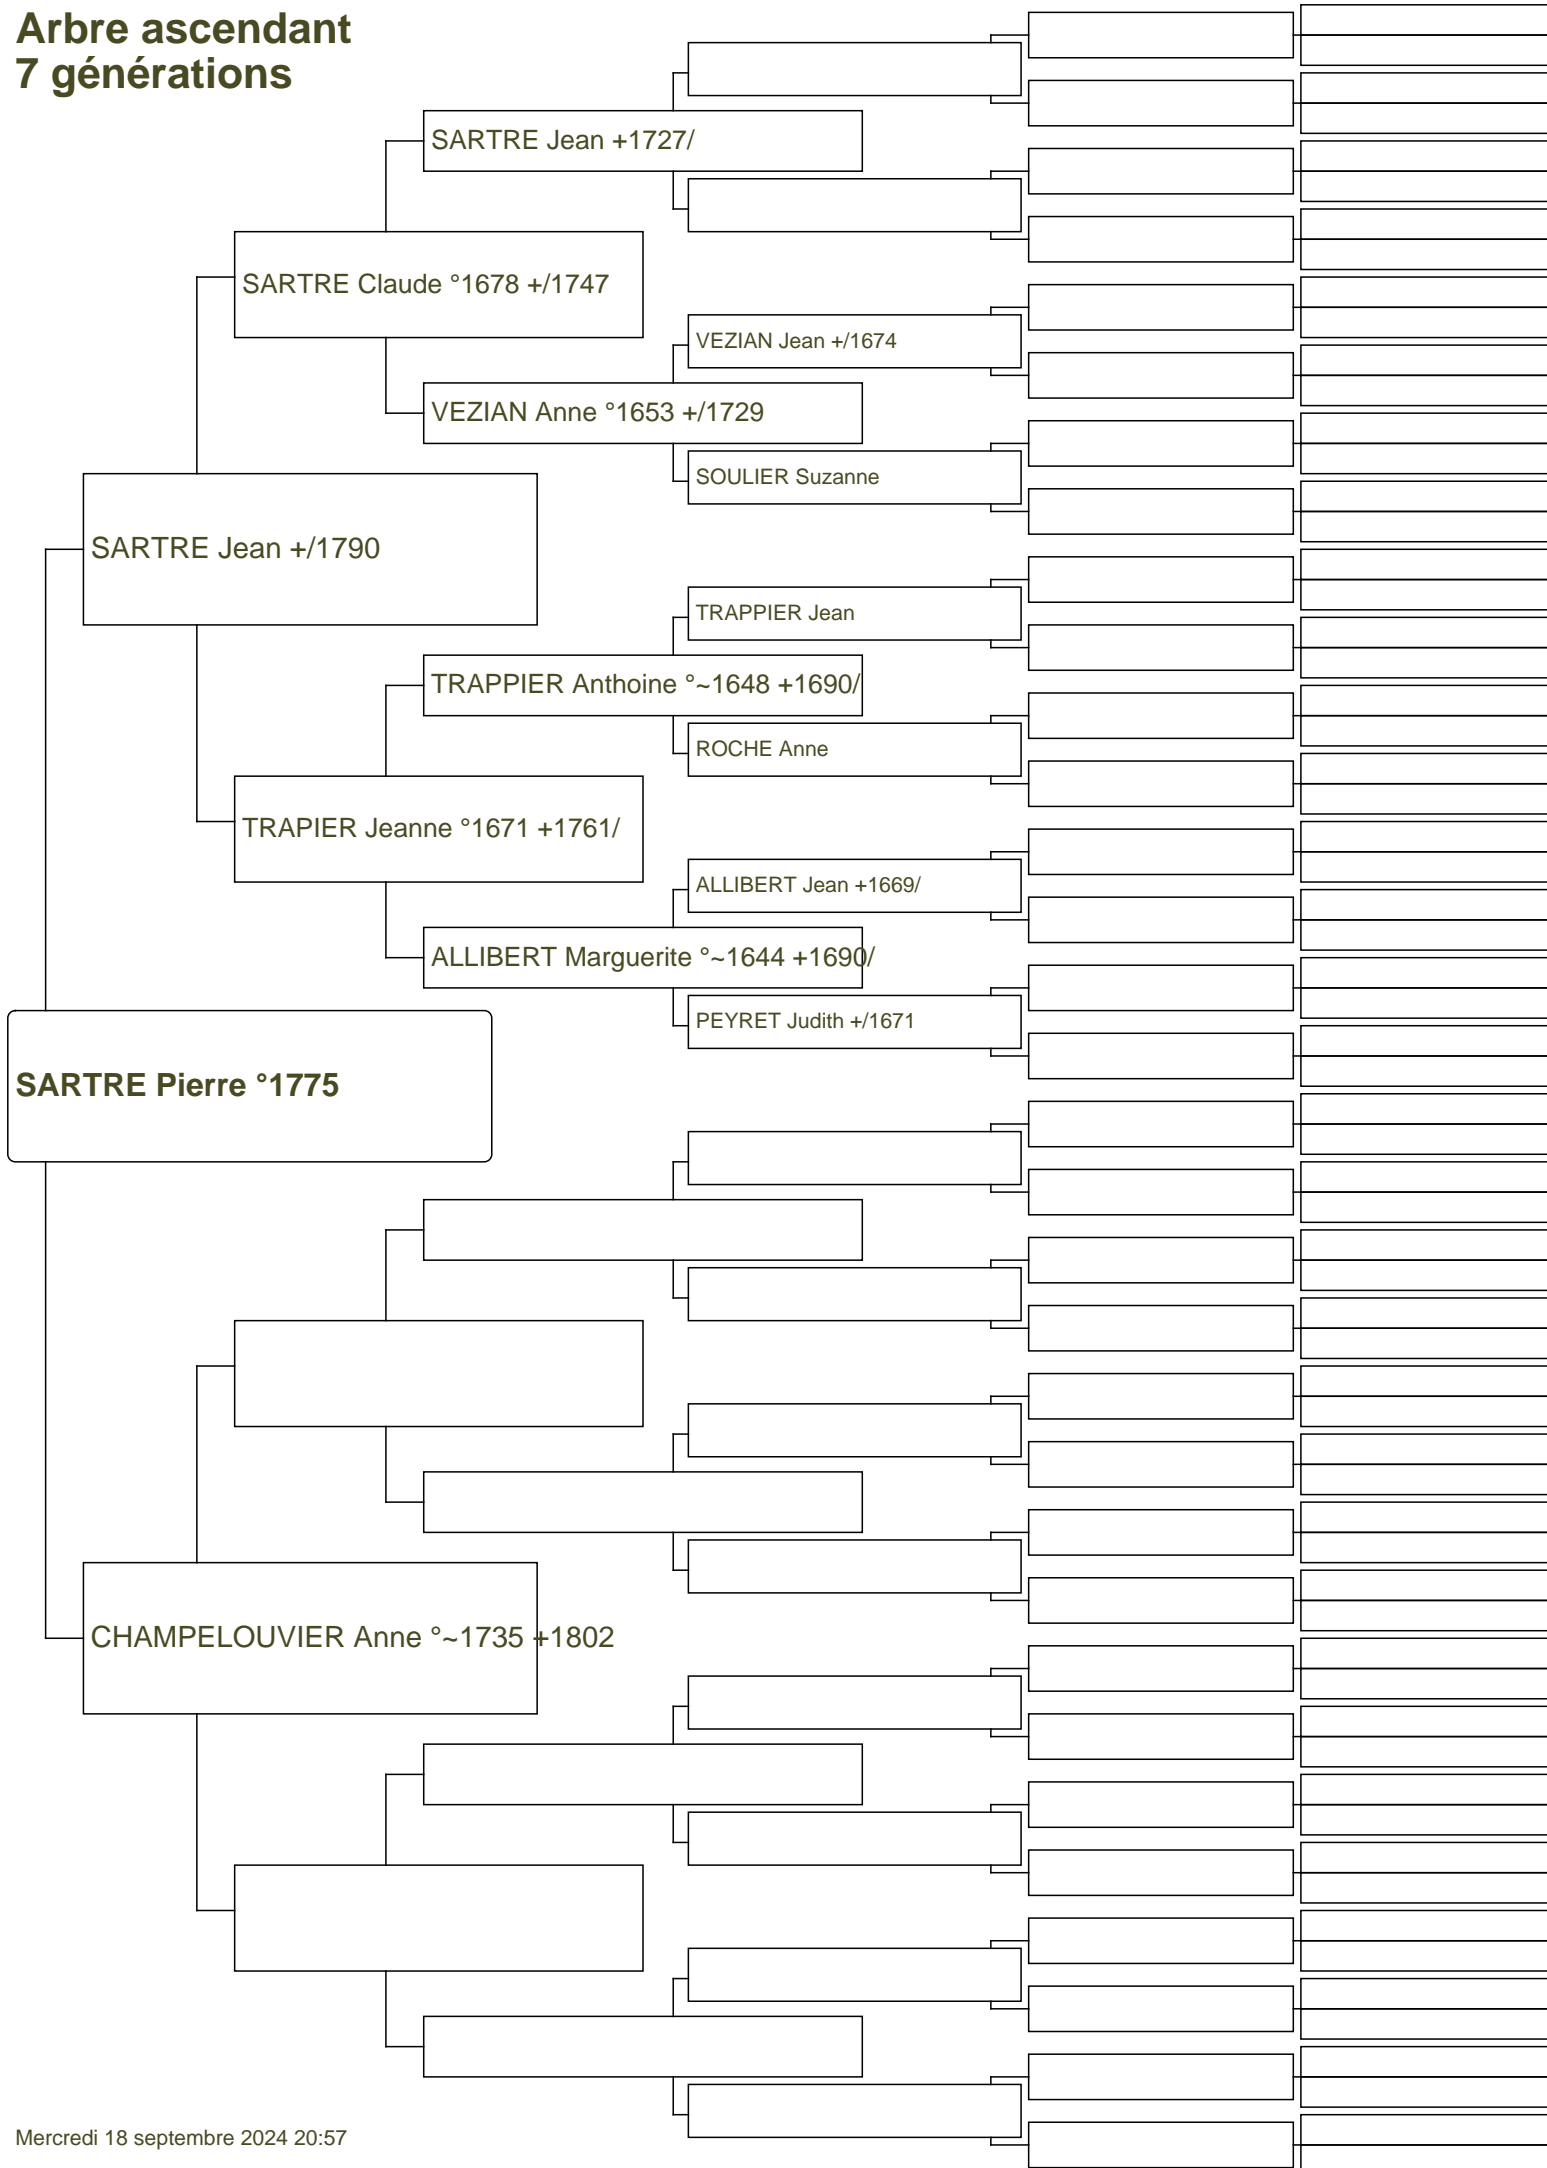 Arbre ascendant
7 générations
SARTRE Jean +1727/
SARTRE Claude °1678 +/1747
VEZIAN Jean +/1674
VEZIAN Anne °1653 +/1729
SOULIER Suzanne
SARTRE Jean +/1790
TRAPPIER Jean
TRAPPIER Anthoine °~1648 +1690/
ROCHE Anne
TRAPIER Jeanne °1671 +1761/
ALLIBERT Jean +1669/
ALLIBERT Marguerite °~1644 +1690/
PEYRET Judith +/1671
SARTRE Pierre °1775
CHAMPELOUVIER Anne °~1735 +1802
Mercredi 18 septembre 2024 20:57